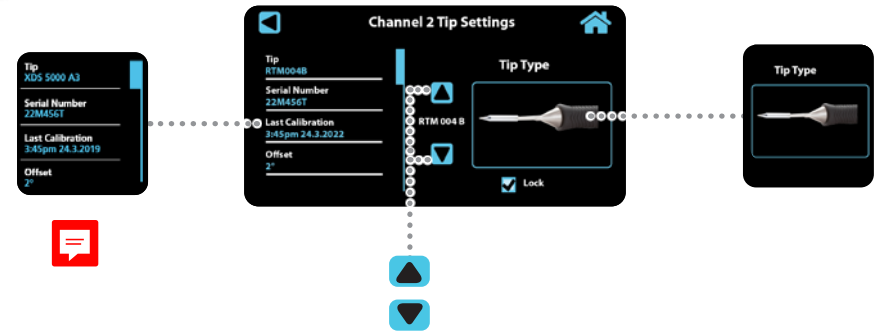 Channel 2 Tip Settings
Tip
XDS 5000 A3
Serial Number
22M456T
Last Calibration
3:45pm 24.3.2019
Offset
2°
Tip
RTM004B
Serial Number
22M456T
Last Calibration
3:45pm 24.3.2022
Offset
2°
RTM 004 B
Tip Type
Lock
Tip Type